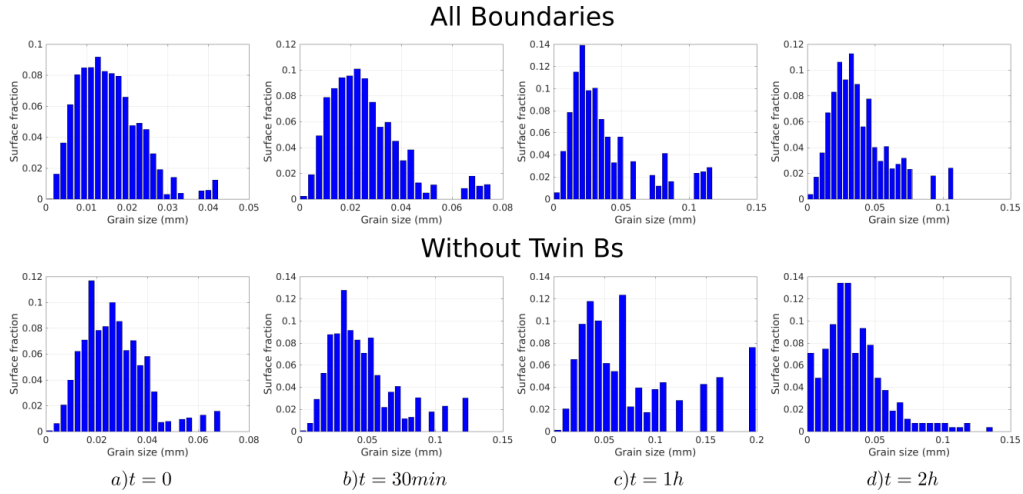 All Boundaries
0.1
0.08
0.06
0.04
0.02
0
0 0.01 0.02 0.03 0.04 0.05
Surface fraction
Grain size (mm)
0.12
0.1
0.08
0.06
0.04
0.02
0
0 0.02 0.04 0.06 0.08
Surface fraction
Grain size (mm)
0.14
0.12
0.1
0.08
0.06
0.04
0.02
0
0 0.05 0.1 0.15
Surface fraction
Grain size (mm)
0.12
0.1
0.08
0.06
0.04
0.02
0
0 0.05 0.1 0.15
Surface fraction
Grain size (mm)
Without Twin Bs
0.12
0.1
0.08
0.06
0.04
0.02
0
0 0.02 0.04 0.06 0.08
Surface fraction
Grain size (mm)
0.14
0.12
0.1
0.08
0.06
0.04
0.02
0
0 0.05 0.1 0.15
Surface fraction
Grain size (mm)
0.14
0.12
0.1
0.08
0.06
0.04
0.02
0
0 0.05 0.1 0.15 0.2
Surface fraction
Grain size (mm)
0.14
0.12
0.1
0.08
0.06
0.04
0.02
0
0 0.05 0.1 0.15
Surface fraction
Grain size (mm)
a)t = 0
b)t = 30min
c)t = 1h
d)t = 2h